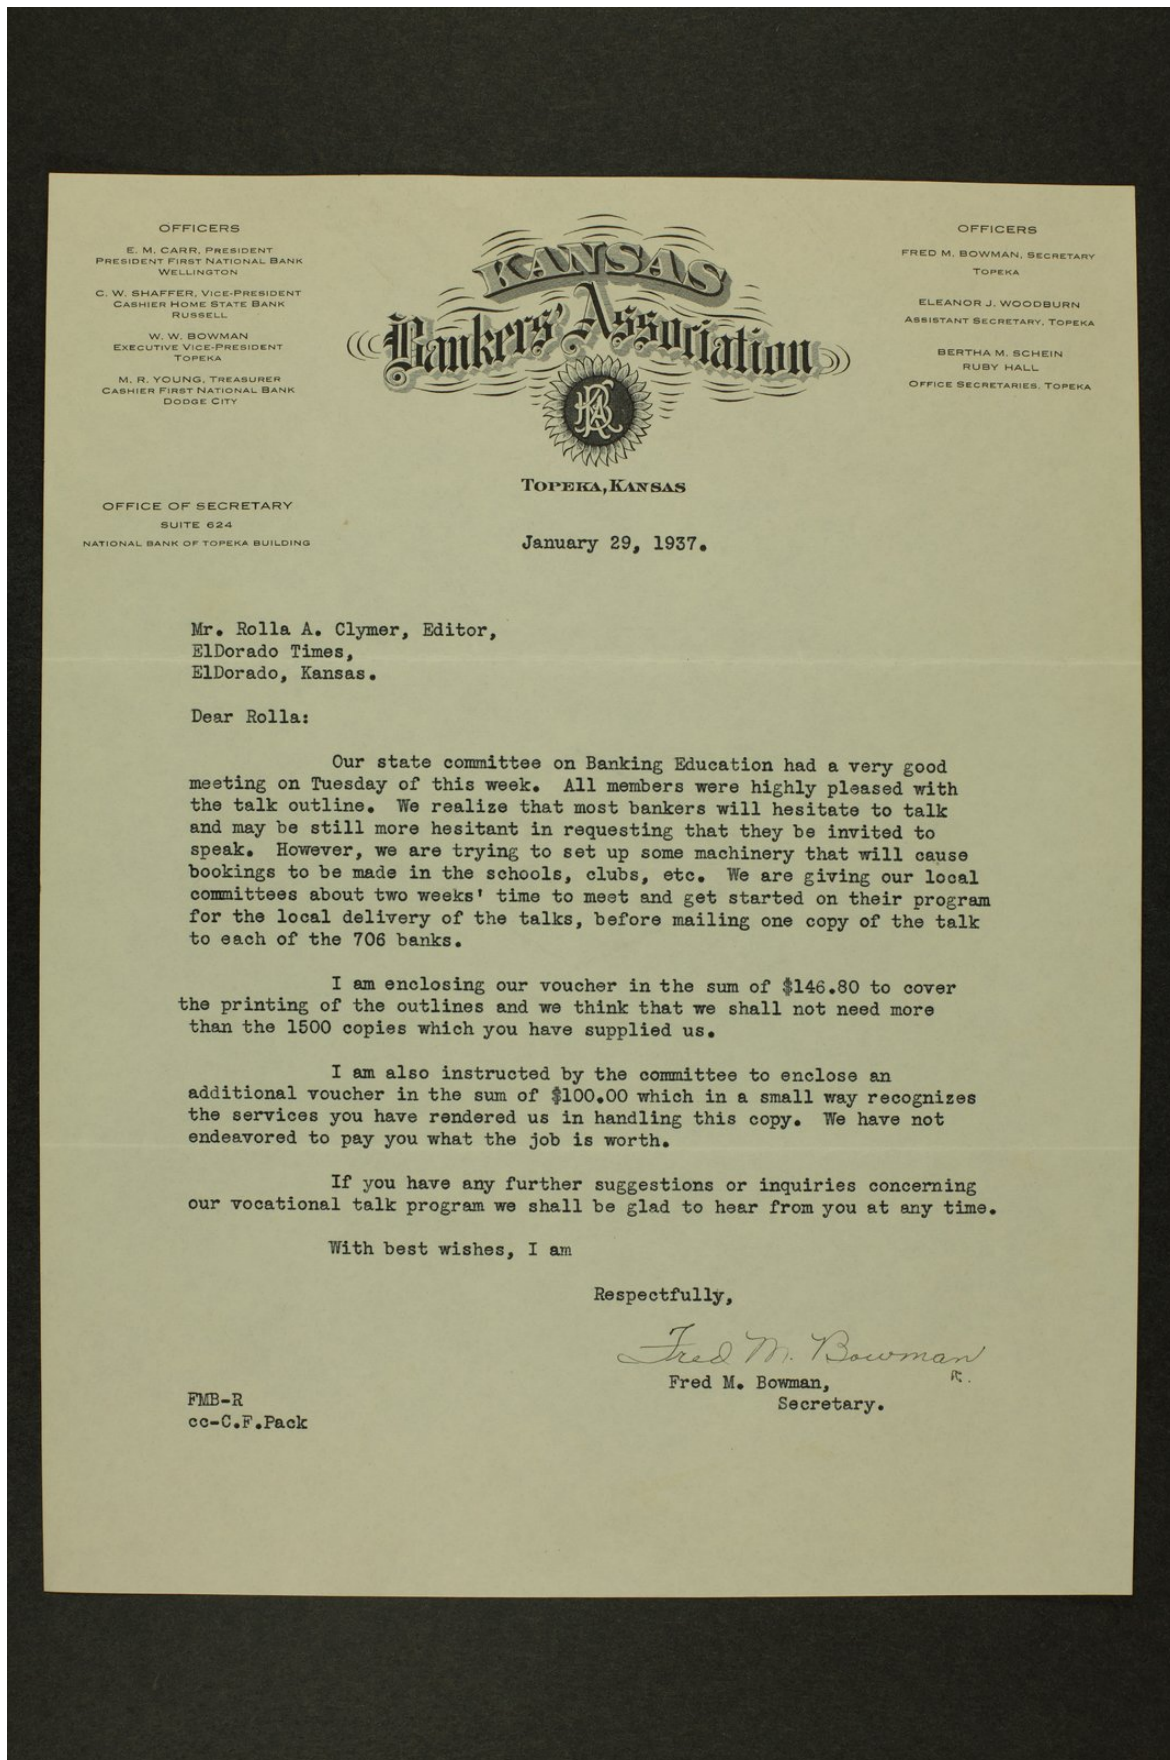 OFFICERS
E. M. CARR, PRESIDENT
PRESIDENT FIRST NATIONAL BANK
WELLINGTON
C. W. SHAFFER, VICE-PRESIDENT
CASHIER HOME STATE BANK
RUSSELL
W. W. BOWMAN
EXECUTIVE VICE-PRESIDENT
TOPEKA
M. R. YOUNG, TREASURER
CASHIER FIRST NATIONAL BANK
DODGE CITY
KANSAS
Bankers' Association
KBA
TOPEKA, KANSAS
OFFICERS
FRED M. BOWMAN, SECRETARY
TOPEKA
ELEANOR J. WOODBURN
ASSISTANT SECRETARY, TOPEKA
BERTHA M. SCHEIN
RUBY HALL
OFFICE SECRETARIES, TOPEKA
OFFICE OF SECRETARY
SUITE 624
NATIONAL BANK OF TOPEKA BUILDING
January 29, 1937.
Mr. Rolla A. Clymer, Editor,
ElDorado Times,
ElDorado, Kansas.
Dear Rolla:
Our state committee on Banking Education had a very good
meeting on Tuesday of this week. All members were highly pleased with
the talk outline. We realize that most bankers will hesitate to talk
and may be still more hesitant in requesting that they be invited to
speak. However, we are trying to set up some machinery that will cause
bookings to be made in the schools, clubs, etc. We are giving our local
committees about two weeks' time to meet and get started on their program
for the local delivery of the talks, before mailing one copy of the talk
to each of the 706 banks.
I am enclosing our voucher in the sum of $146.80 to cover
the printing of the outlines and we think that we shall not need more
than the 1500 copies which you have supplied us.
I am also instructed by the committee to enclose an
additional voucher in the sum of $100.00 which in a small way recognizes
the services you have rendered us in handling this copy. We have not
endeavored to pay you what the job is worth.
If you have any further suggestions or inquiries concerning
our vocational talk program we shall be glad to hear from you at any time.
With best wishes, I am
Respectfully,
Fred M. Bowman
R.
Fred M. Bowman,
Secretary.
FMB-R
cc-C.F.Pack